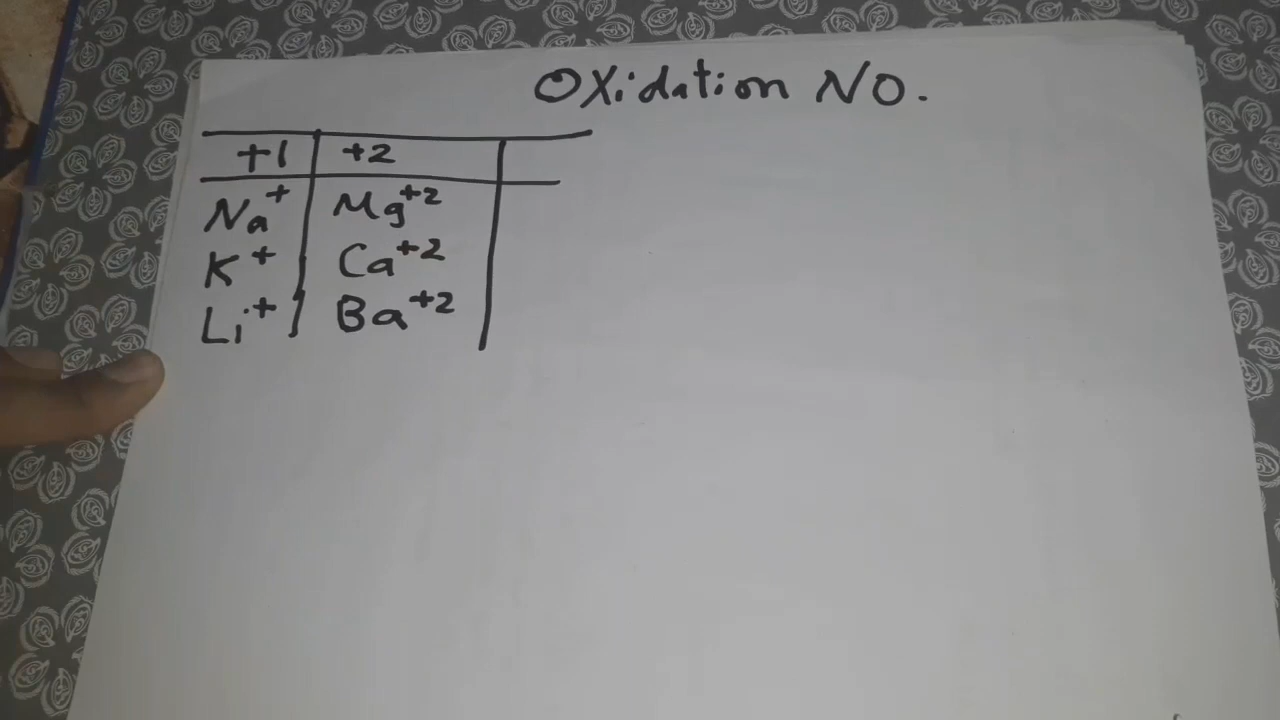 Oxidation NO.
+1 +2
Na+ Mg+2
K+ Ca+2
Li+ Ba+2